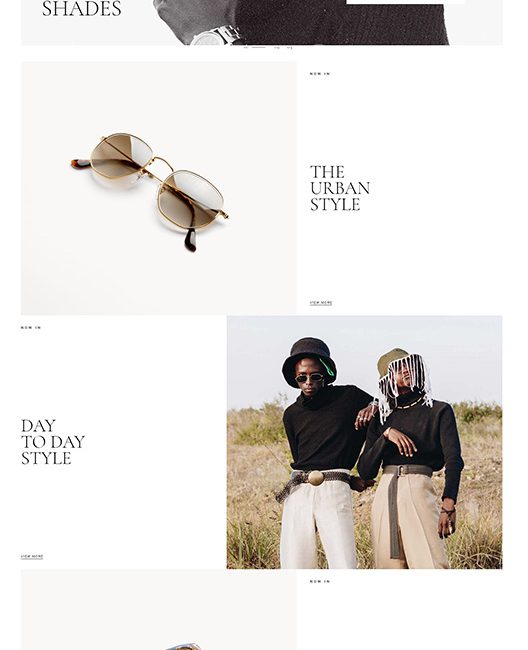 SHADES
NOW IN
THE
URBAN
STYLE
VIEW MORE
NOW IN
DAY
TO DAY
STYLE
VIEW MORE
NOW IN